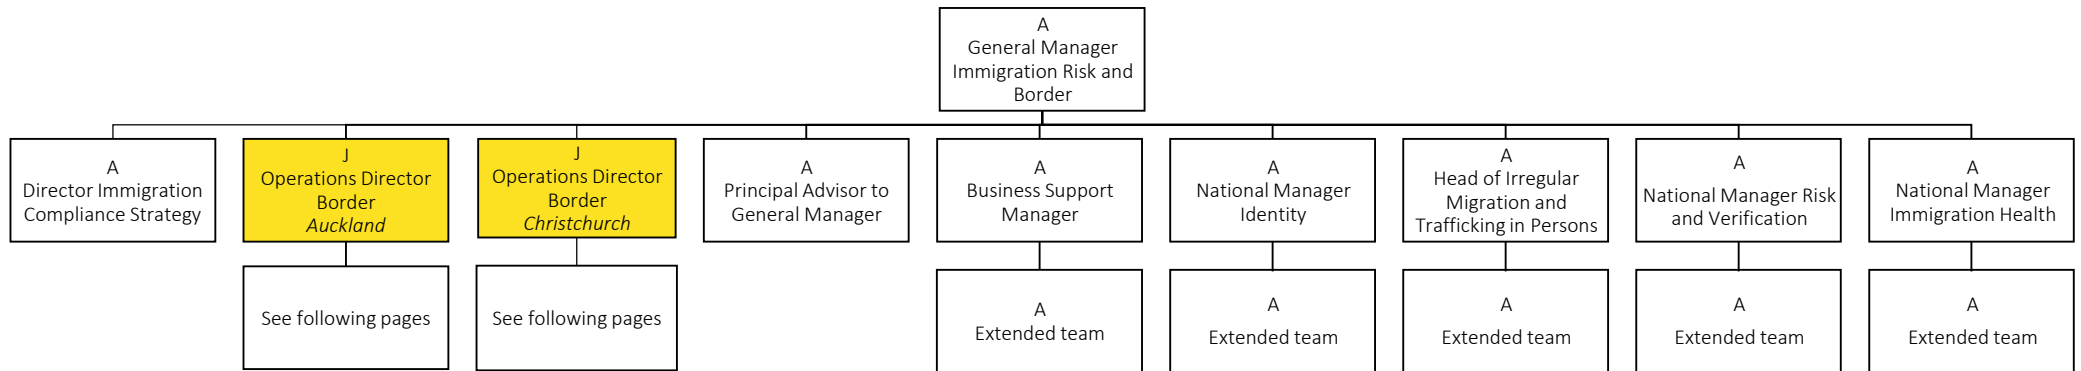 A
General Manager
Immigration Risk and
Border
A
Director Immigration
Compliance Strategy
J
Operations Director
Border
Auckland
J
Operations Director
Border
Christchurch
A
Principal Advisor to
General Manager
A
Business Support
Manager
A
National Manager
Identity
A
Head of Irregular
Migration and
Trafficking in Persons
A
National Manager Risk
and Verification
A
National Manager
Immigration Health
See following pages
See following pages
A
Extended team
A
Extended team
A
Extended team
A
Extended team
A
Extended team